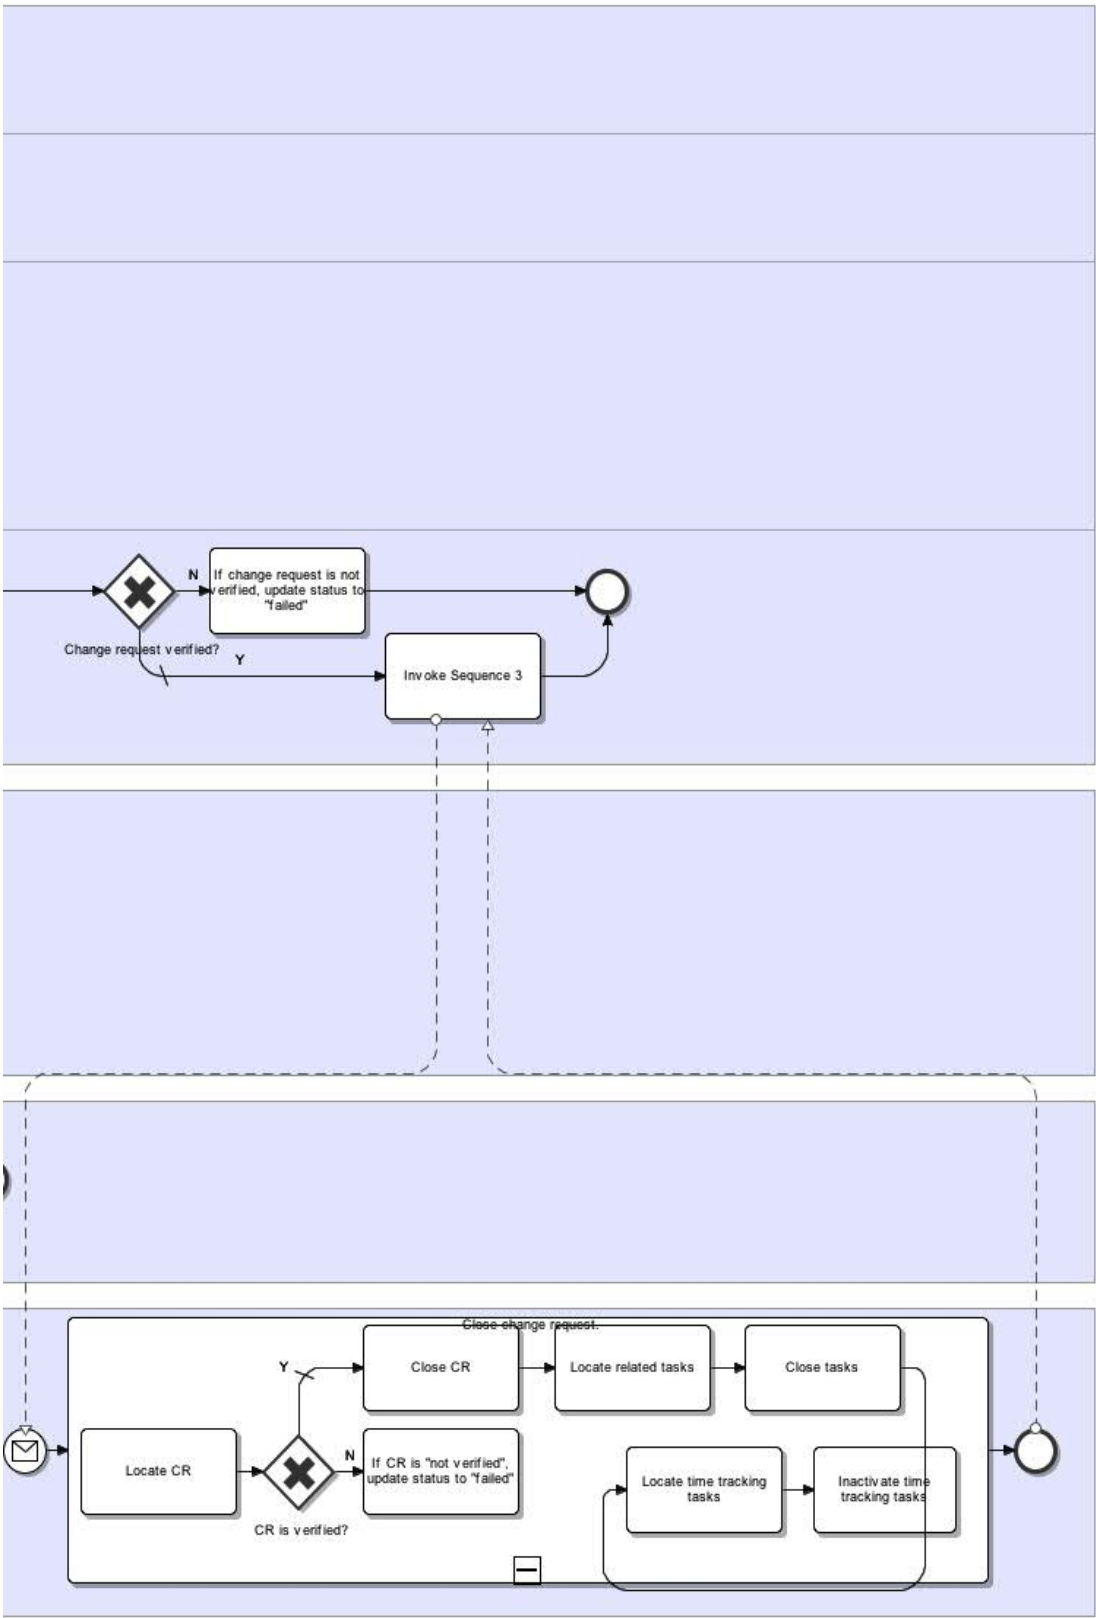 N
If change request is not
verified, update status to
"failed"
Change request verified?
Y
Invoke Sequence 3
Close change request.
Y
Close CR
Locate related tasks
Close tasks
Locate CR
N
If CR is "not verified",
update status to "failed"
CR is verified?
Locate time tracking
tasks
Inactivate time
tracking tasks